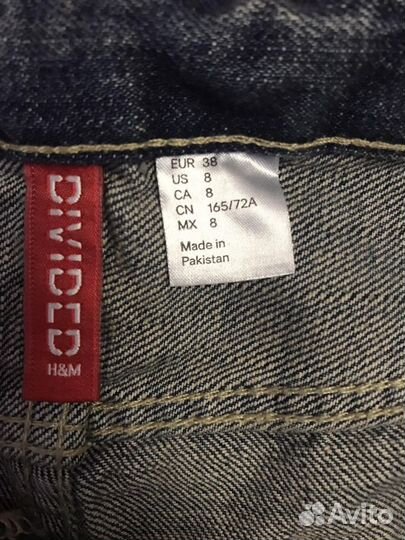 DIVIDED
H&M
EUR 38
US 8
CA 8
CN 165/72A
MX 8
Made in
Pakistan
Avito